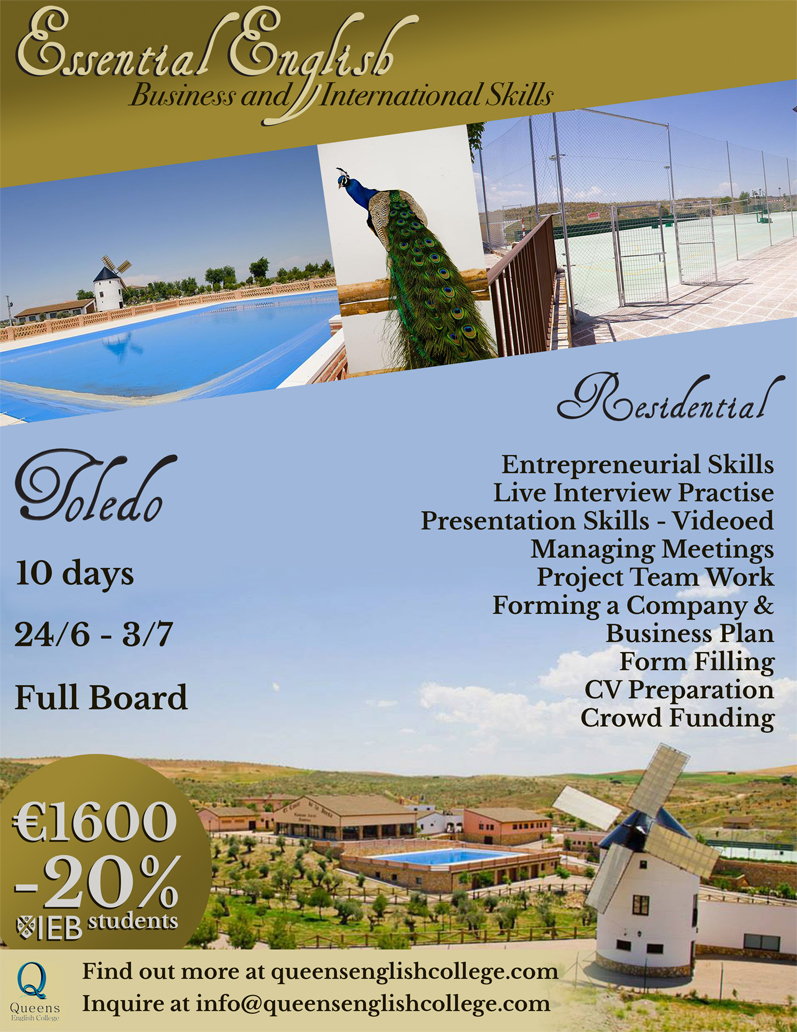 Essential English
Business and International Skills
Residential
Toledo
10 days
24/6 - 3/7
Full Board
Entrepreneurial Skills
Live Interview Practise
Presentation Skills - Videoed
Managing Meetings
Project Team Work
Forming a Company &
Business Plan
Form Filling
CV Preparation
Crowd Funding
€1600
-20%
IEB students
Q
Queens
English College
Find out more at queensenglishcollege.com
Inquire at info@queensenglishcollege.com